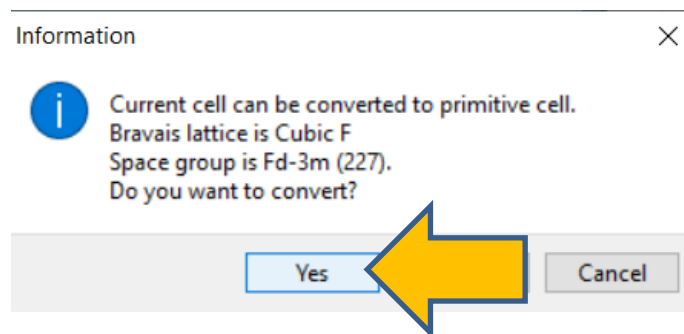 Information
Current cell can be converted to primitive cell.
Bravais lattice is Cubic F
Space group is Fd-3m (227).
Do you want to convert?
Yes
Cancel